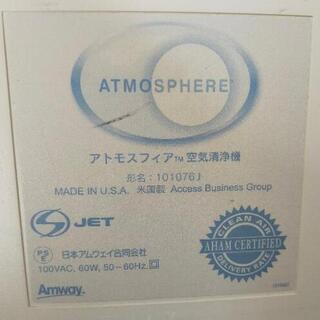 ATMOSPHERE
アトモスフィア™ 空気清浄機
形名：101076J
MADE IN U.S.A. 米国製 Access Business Group
JET
PS E 日本アムウェイ合同会社
100VAC, 60W, 50–60Hz,
CLEAN AIR
AHAM CERTIFIED
DELIVERY RATE
Amway.